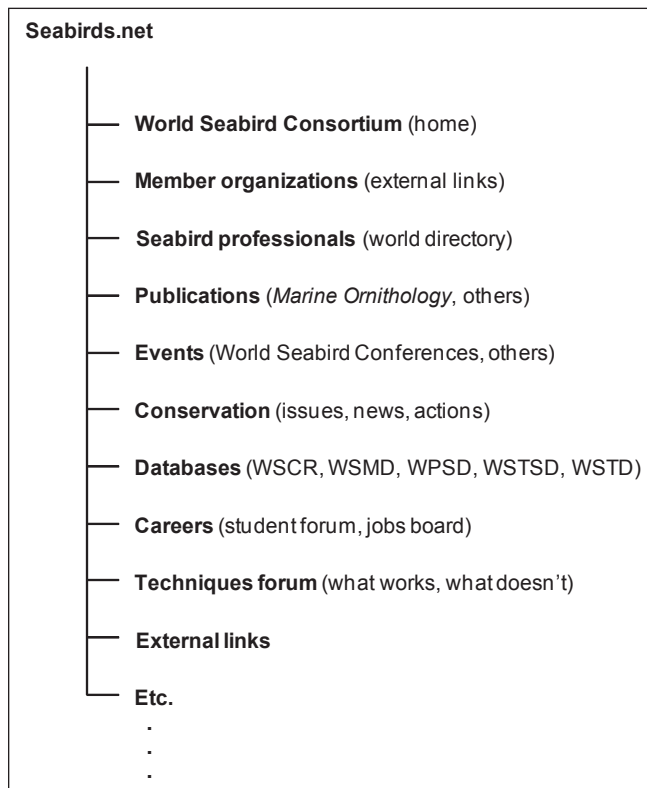 Seabirds.net
World Seabird Consortium (home)
Member organizations (external links)
Seabird professionals (world directory)
Publications (Marine Ornithology, others)
Events (World Seabird Conferences, others)
Conservation (issues, news, actions)
Databases (WSCR, WSMD, WPSD, WSTSD, WSTD)
Careers (student forum, jobs board)
Techniques forum (what works, what doesn’t)
External links
Etc.
.
.
.